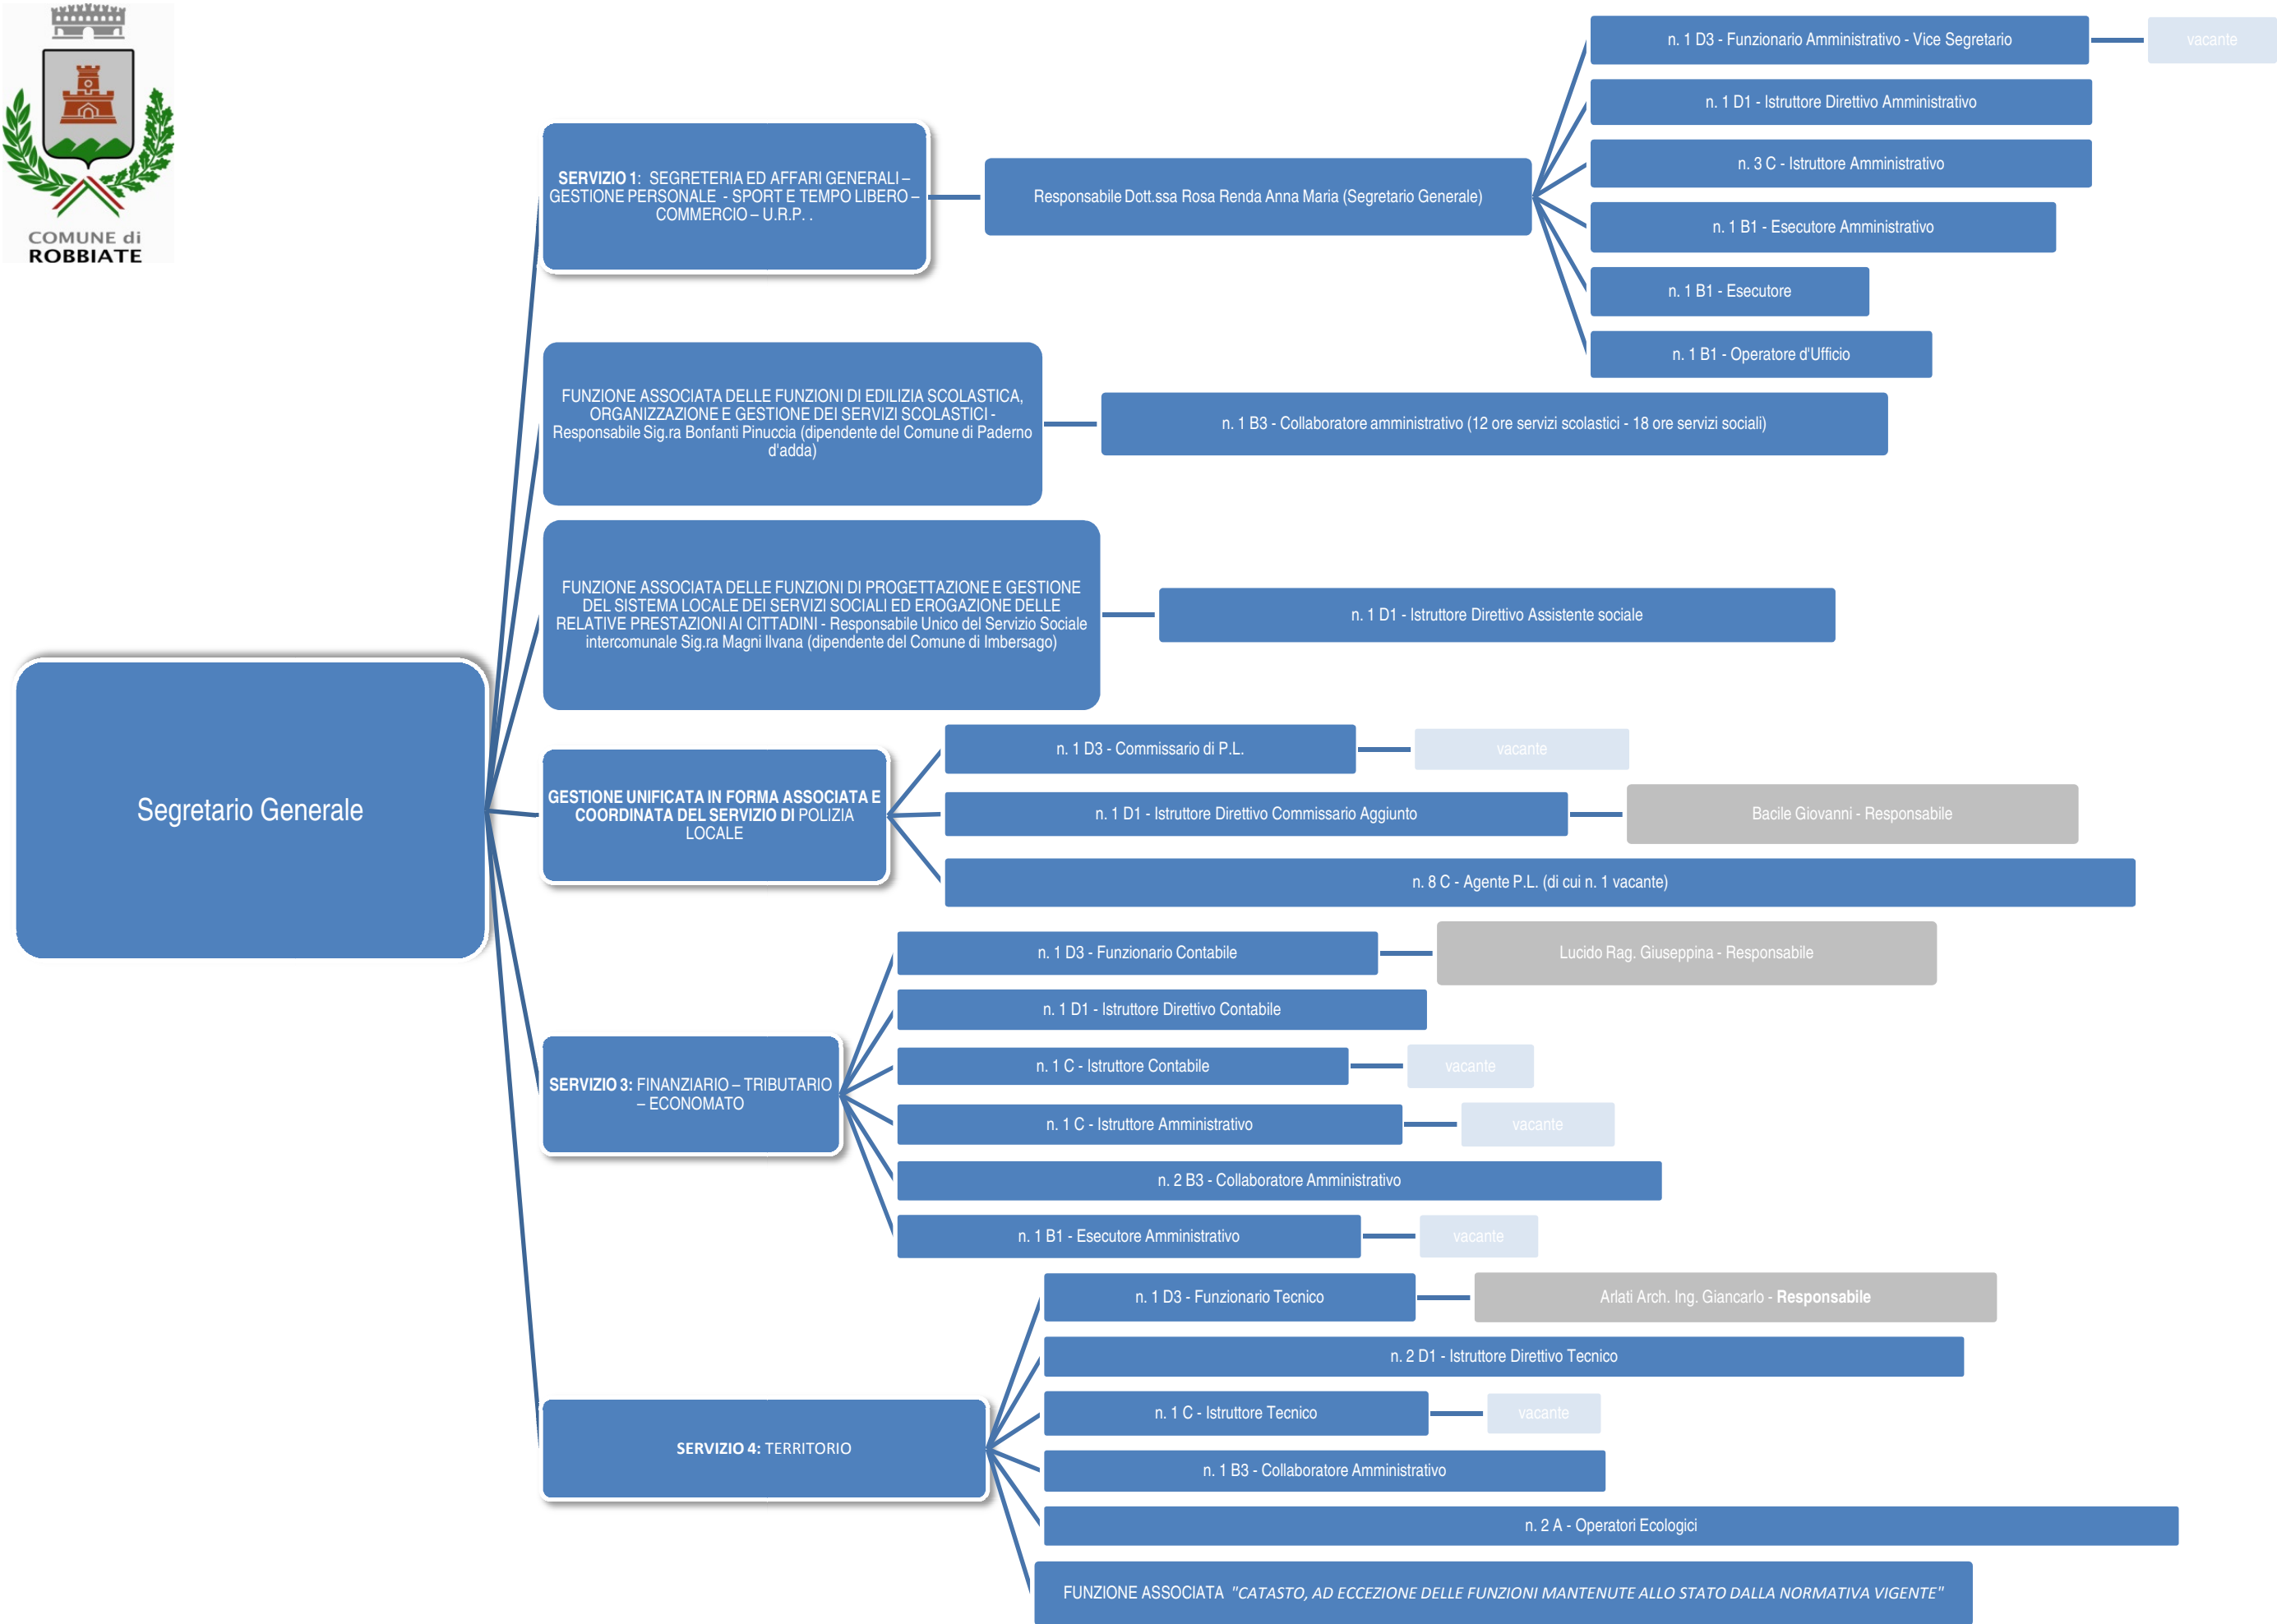 COMUNE di
ROBBIATE
Segretario Generale
SERVIZIO 1:  SEGRETERIA ED AFFARI GENERALI –
GESTIONE PERSONALE  - SPORT E TEMPO LIBERO –
COMMERCIO – U.R.P. .
Responsabile Dott.ssa Rosa Renda Anna Maria (Segretario Generale)
n. 1 D3 - Funzionario Amministrativo - Vice Segretario
vacante
n. 1 D1 - Istruttore Direttivo Amministrativo
n. 3 C - Istruttore Amministrativo
n. 1 B1 - Esecutore Amministrativo
n. 1 B1 - Esecutore
n. 1 B1 - Operatore d'Ufficio
FUNZIONE ASSOCIATA DELLE FUNZIONI DI EDILIZIA SCOLASTICA,
ORGANIZZAZIONE E GESTIONE DEI SERVIZI SCOLASTICI -
Responsabile Sig.ra Bonfanti Pinuccia (dipendente del Comune di Paderno
d'adda)
n. 1 B3 - Collaboratore amministrativo (12 ore servizi scolastici - 18 ore servizi sociali)
FUNZIONE ASSOCIATA DELLE FUNZIONI DI PROGETTAZIONE E GESTIONE
DEL SISTEMA LOCALE DEI SERVIZI SOCIALI ED EROGAZIONE DELLE
RELATIVE PRESTAZIONI AI CITTADINI - Responsabile Unico del Servizio Sociale
intercomunale Sig.ra Magni Ilvana (dipendente del Comune di Imbersago)
n. 1 D1 - Istruttore Direttivo Assistente sociale
GESTIONE UNIFICATA IN FORMA ASSOCIATA E
COORDINATA DEL SERVIZIO DI POLIZIA
LOCALE
n. 1 D3 - Commissario di P.L.
vacante
n. 1 D1 - Istruttore Direttivo Commissario Aggiunto
Bacile Giovanni - Responsabile
n. 8 C - Agente P.L. (di cui n. 1 vacante)
SERVIZIO 3: FINANZIARIO – TRIBUTARIO
– ECONOMATO
n. 1 D3 - Funzionario Contabile
Lucido Rag. Giuseppina - Responsabile
n. 1 D1 - Istruttore Direttivo Contabile
n. 1 C - Istruttore Contabile
vacante
n. 1 C - Istruttore Amministrativo
vacante
n. 2 B3 - Collaboratore Amministrativo
n. 1 B1 - Esecutore Amministrativo
vacante
SERVIZIO 4: TERRITORIO
n. 1 D3 - Funzionario Tecnico
Arlati Arch. Ing. Giancarlo - Responsabile
n. 2 D1 - Istruttore Direttivo Tecnico
n. 1 C - Istruttore Tecnico
vacante
n. 1 B3 - Collaboratore Amministrativo
n. 2 A - Operatori Ecologici
FUNZIONE ASSOCIATA  "CATASTO, AD ECCEZIONE DELLE FUNZIONI MANTENUTE ALLO STATO DALLA NORMATIVA VIGENTE"